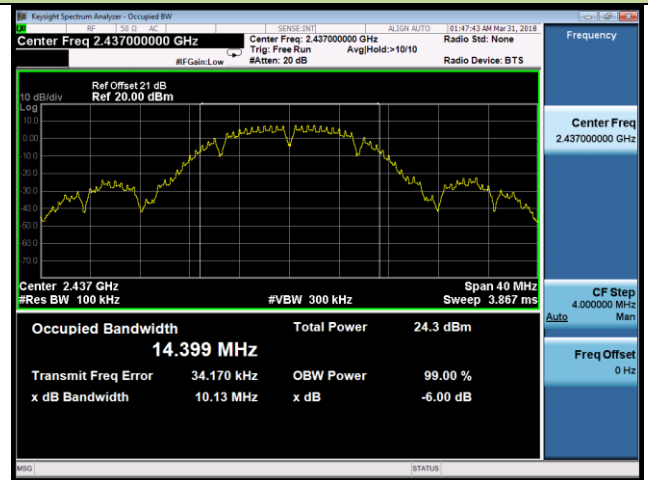 Keysight Spectrum Analyzer - Occupied BW
RF 50 Ω AC SENSE:INT ALIGN AUTO 01:47:43 AM Mar 31, 2018
Center Freq 2.437000000 GHz
#IFGain:Low
Center Freq: 2.437000000 GHz
Trig: Free Run Avg|Hold:>10/10
#Atten: 20 dB
Radio Std: None
Radio Device: BTS
Frequency
Ref Offset 21 dB
10 dB/div Ref 20.00 dBm
Log
10.0
0.00
-10.0
-20.0
-30.0
-40.0
-50.0
-60.0
-70.0
Center 2.437 GHz Span 40 MHz
#Res BW 100 kHz #VBW 300 kHz Sweep 3.867 ms
Occupied Bandwidth Total Power 24.3 dBm
14.399 MHz
Transmit Freq Error 34.170 kHz OBW Power 99.00 %
x dB Bandwidth 10.13 MHz x dB -6.00 dB
Center Freq
2.437000000 GHz
CF Step
4.000000 MHz
Auto Man
Freq Offset
0 Hz
MSG STATUS